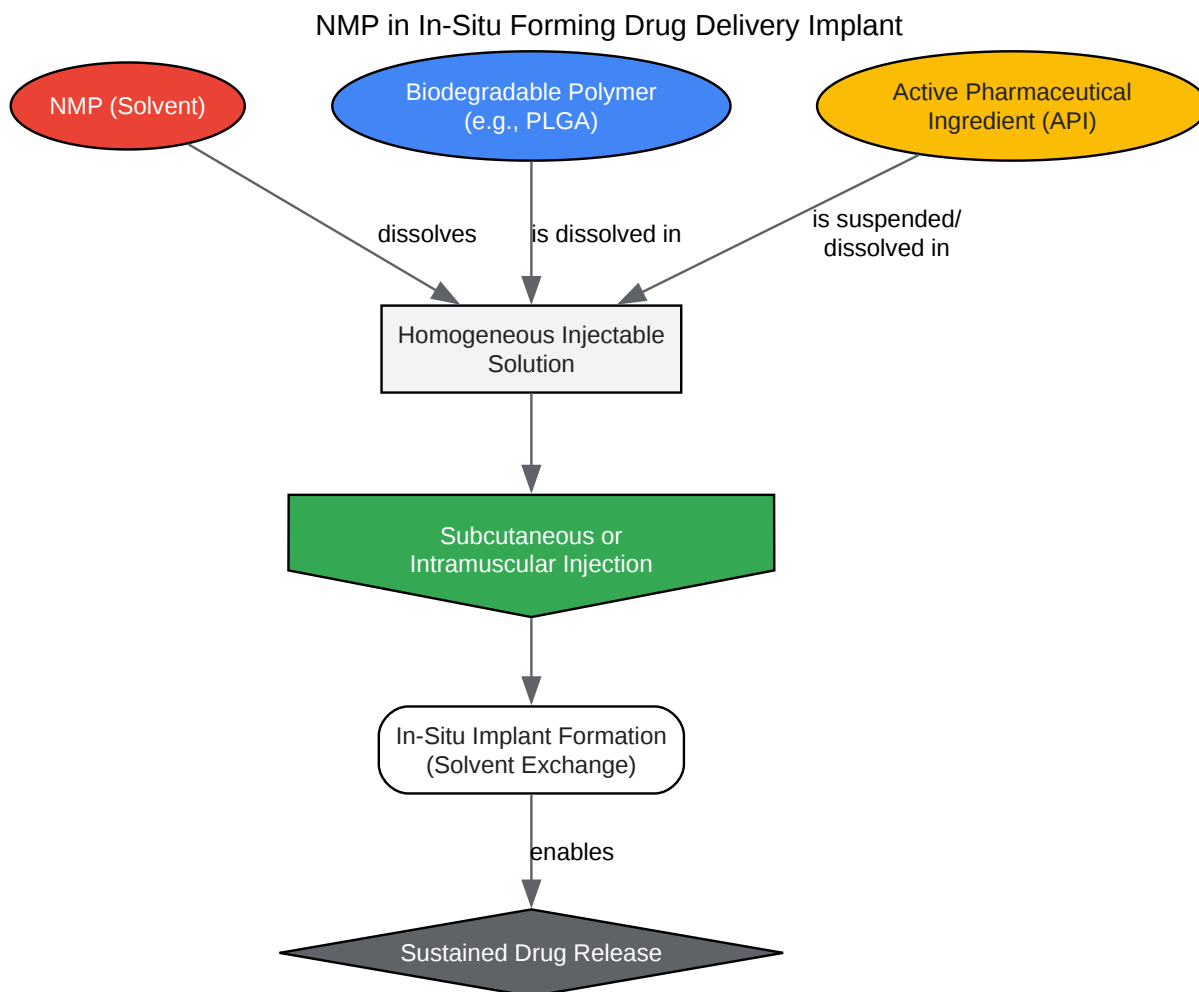 NMP in In-Situ Forming Drug Delivery Implant
NMP (Solvent)
Biodegradable Polymer
(e.g., PLGA)
Active Pharmaceutical
Ingredient (API)
dissolves
is dissolved in
is suspended/
dissolved in
Homogeneous Injectable
Solution
Subcutaneous or
Intramuscular Injection
In-Situ Implant Formation
(Solvent Exchange)
enables
Sustained Drug Release